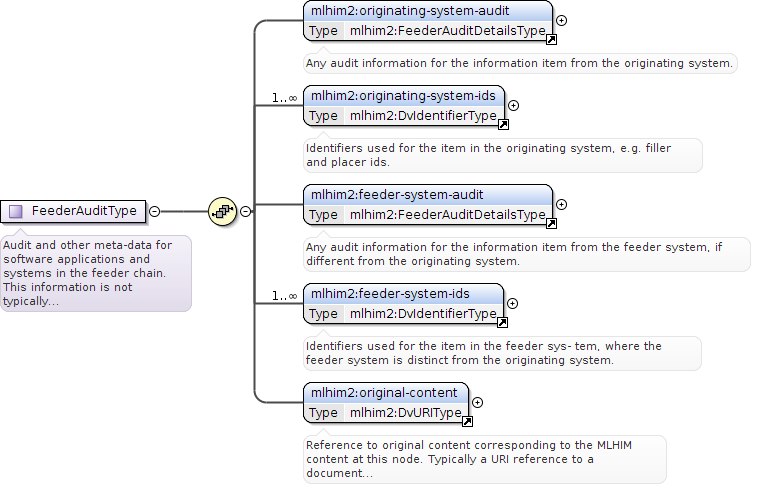 mlhim2:originating-system-audit
Type mlhim2:FeederAuditDetailsType
Any audit information for the information item from the originating system.
1..∞
mlhim2:originating-system-ids
Type mlhim2:DvIdentifierType
Identifiers used for the item in the originating system, e.g. filler
and placer ids.
mlhim2:feeder-system-audit
Type mlhim2:FeederAuditDetailsType
Any audit information for the information item from the feeder system, if
different from the originating system.
FeederAuditType
Audit and other meta-data for
software applications and
systems in the feeder chain.
This information is not
typically...
1..∞
mlhim2:feeder-system-ids
Type mlhim2:DvIdentifierType
Identifiers used for the item in the feeder sys- tem, where the
feeder system is distinct from the originating system.
mlhim2:original-content
Type mlhim2:DvURIType
Reference to original content corresponding to the MLHIM
content at this node. Typically a URI reference to a
document...